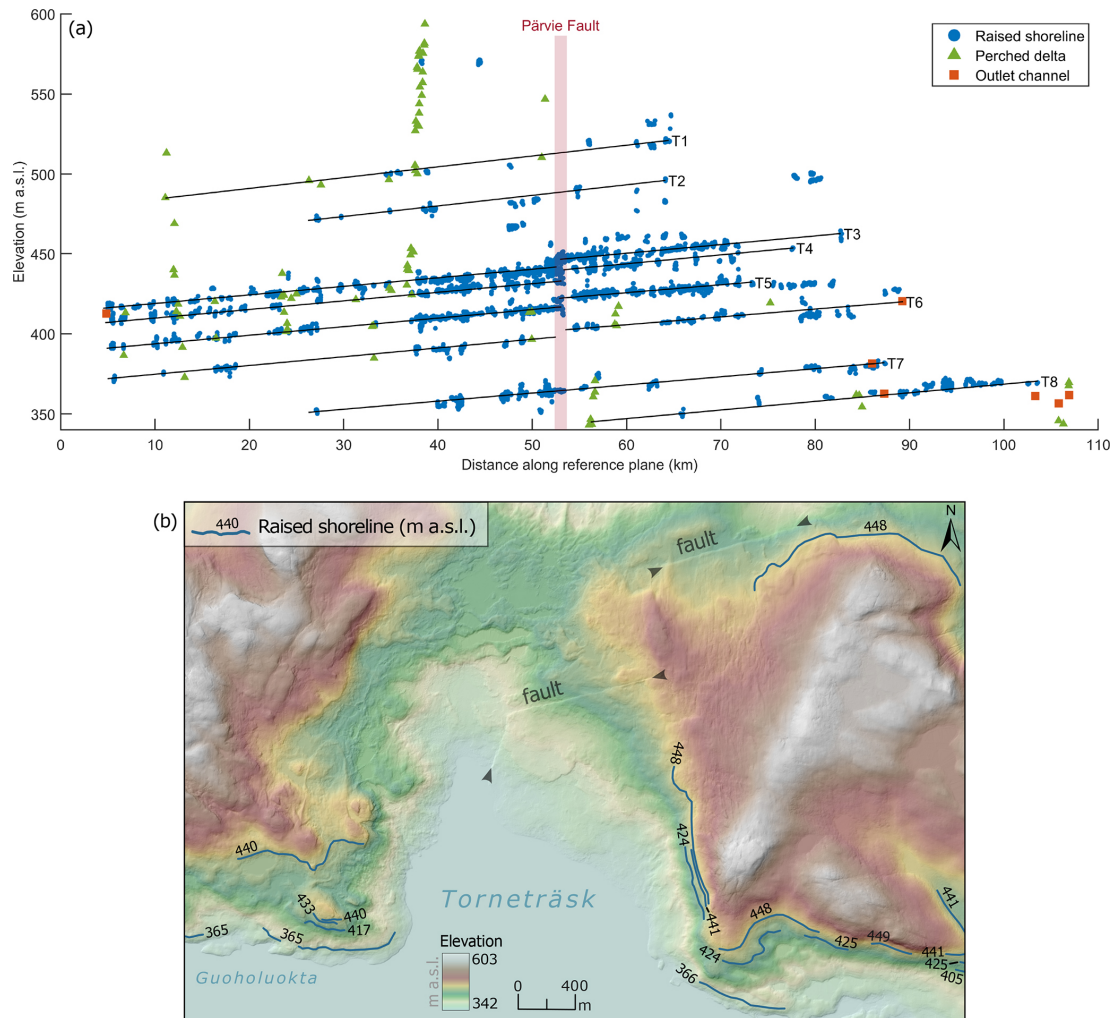 (a)
Pärvie Fault
Raised shoreline
Perched delta
Outlet channel
Elevation (m a.s.l.)
600
550
500
450
400
350
T1
T2
T3
T4
T5
T6
T7
T8
0 10 20 30 40 50 60 70 80 90 100 110
Distance along reference plane (km)
(b)
440 Raised shoreline (m a.s.l.)
N
448
fault
fault
448
440
424
433
440
417
441
448
441
365
365
424
425
449
441
425
405
366
Torneträsk
Guoholuokta
Elevation
m a.s.l.
603
342
0 400
m